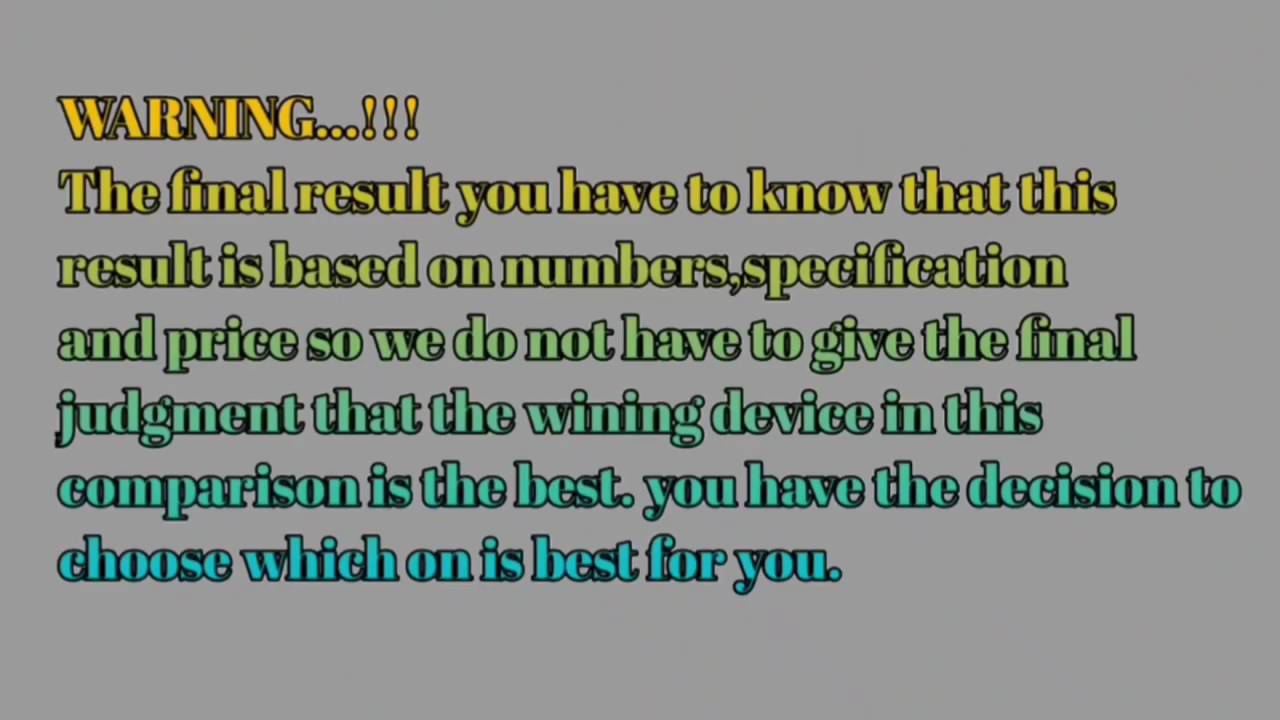 WARNING...!!!
The final result you have to know that this
result is based on numbers,specification
and price so we do not have to give the final
judgment that the wining device in this
comparison is the best. you have the decision to
choose which on is best for you.